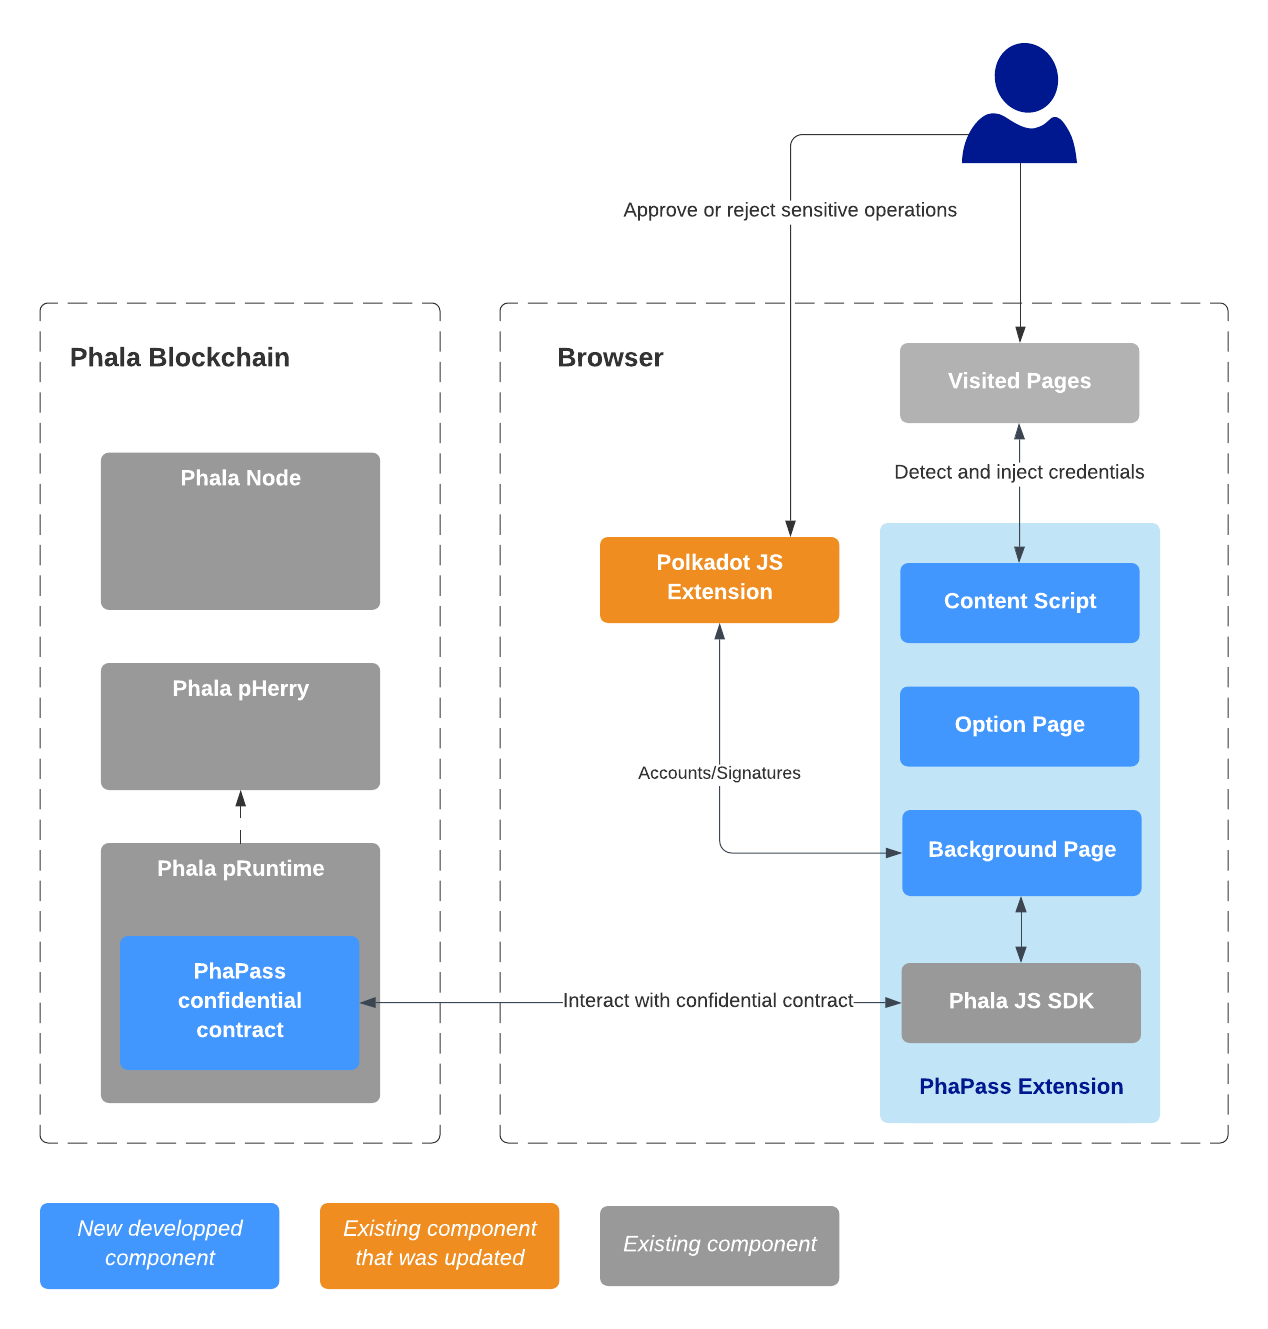 Approve or reject sensitive operations
Phala Blockchain
Browser
Visited Pages
Phala Node
Detect and inject credentials
Polkadot JS
Extension
Content Script
Phala pHerry
Option Page
Accounts/Signatures
Background Page
Phala pRuntime
PhaPass
confidential
contract
Interact with confidential contract
Phala JS SDK
PhaPass Extension
New developped
component
Existing component
that was updated
Existing component